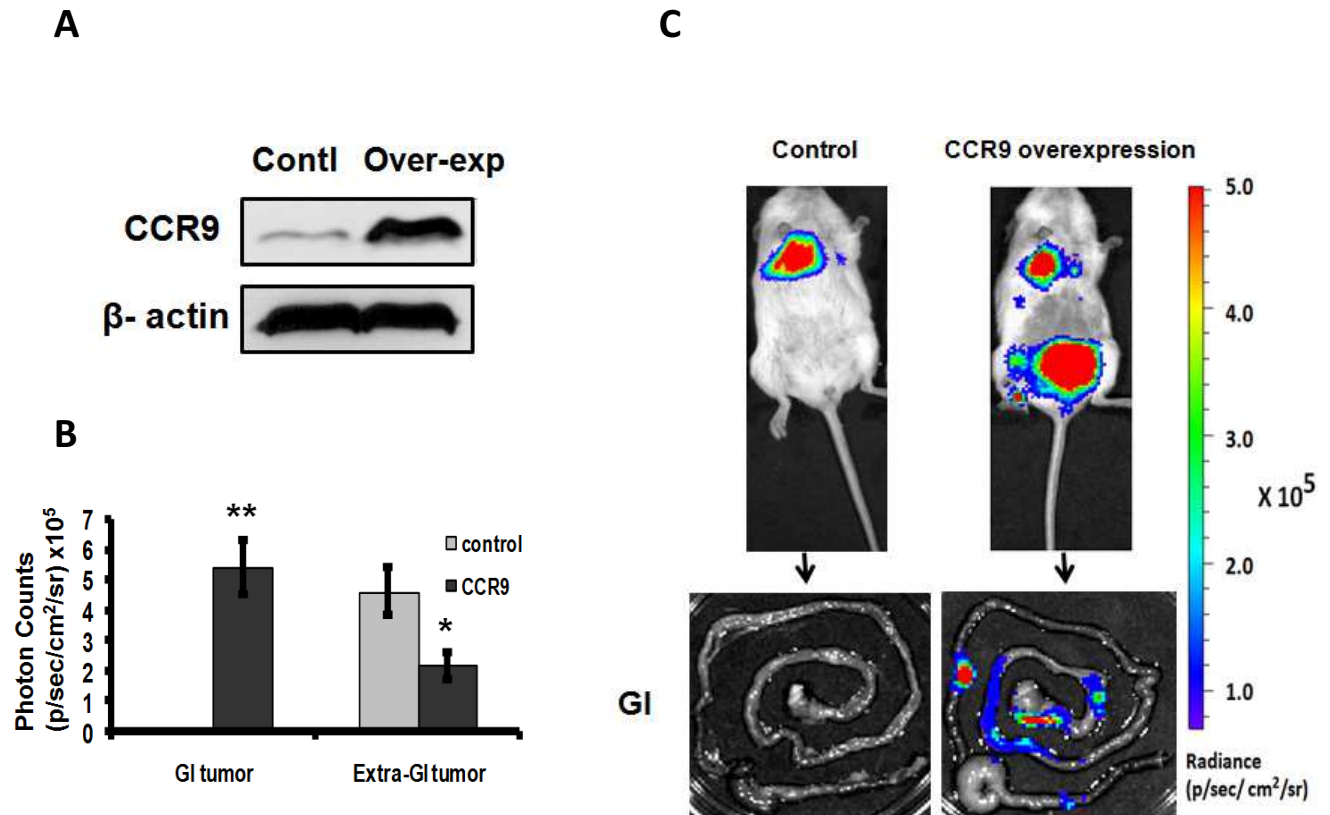 A
Contl Over-exp
CCR9
β- actin
B
Photon Counts
(p/sec/cm²/sr) x10⁵
7
6
5
4
3
2
1
0
**
*
control
CCR9
GI tumor
Extra-GI tumor
C
Control
CCR9 overexpression
5.0
4.0
3.0
X 10⁵
2.0
1.0
GI
Radiance
(p/sec/ cm²/sr)